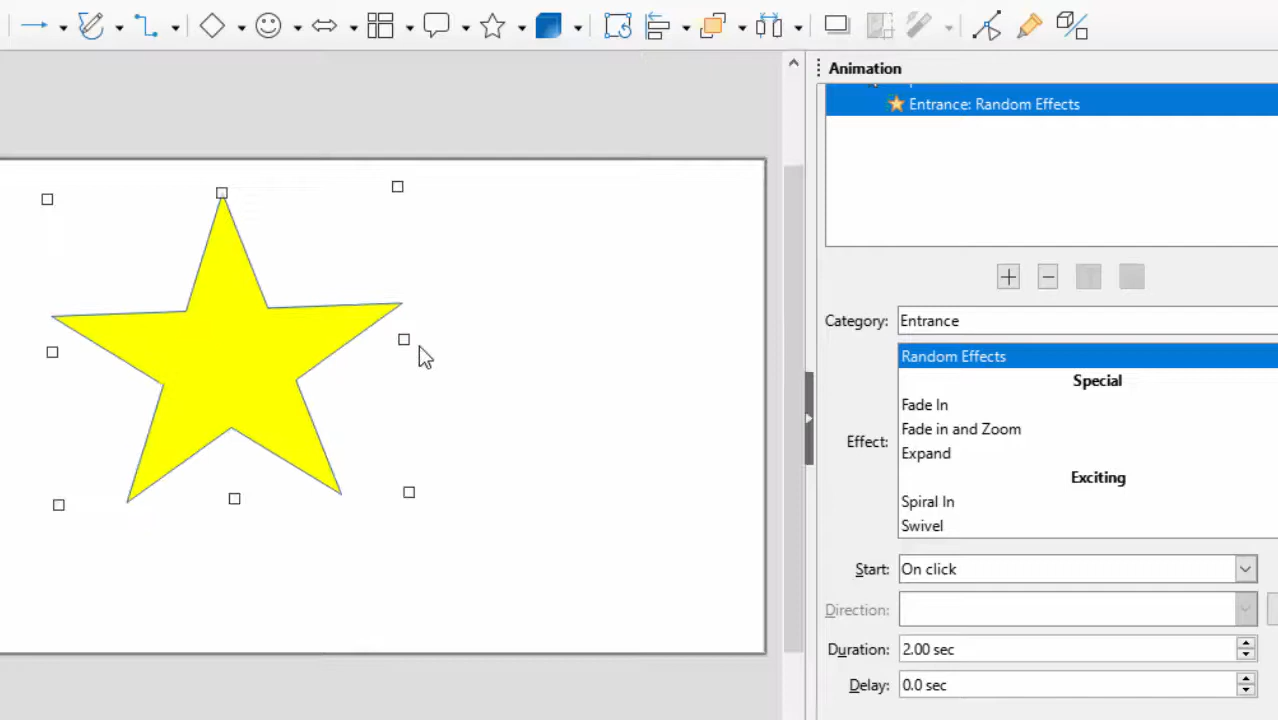 Animation
Entrance: Random Effects
Category: Entrance
Random Effects
Special
Fade In
Fade in and Zoom
Expand
Effect:
Exciting
Spiral In
Swivel
Start: On click
Direction:
Duration: 2.00 sec
Delay: 0.0 sec